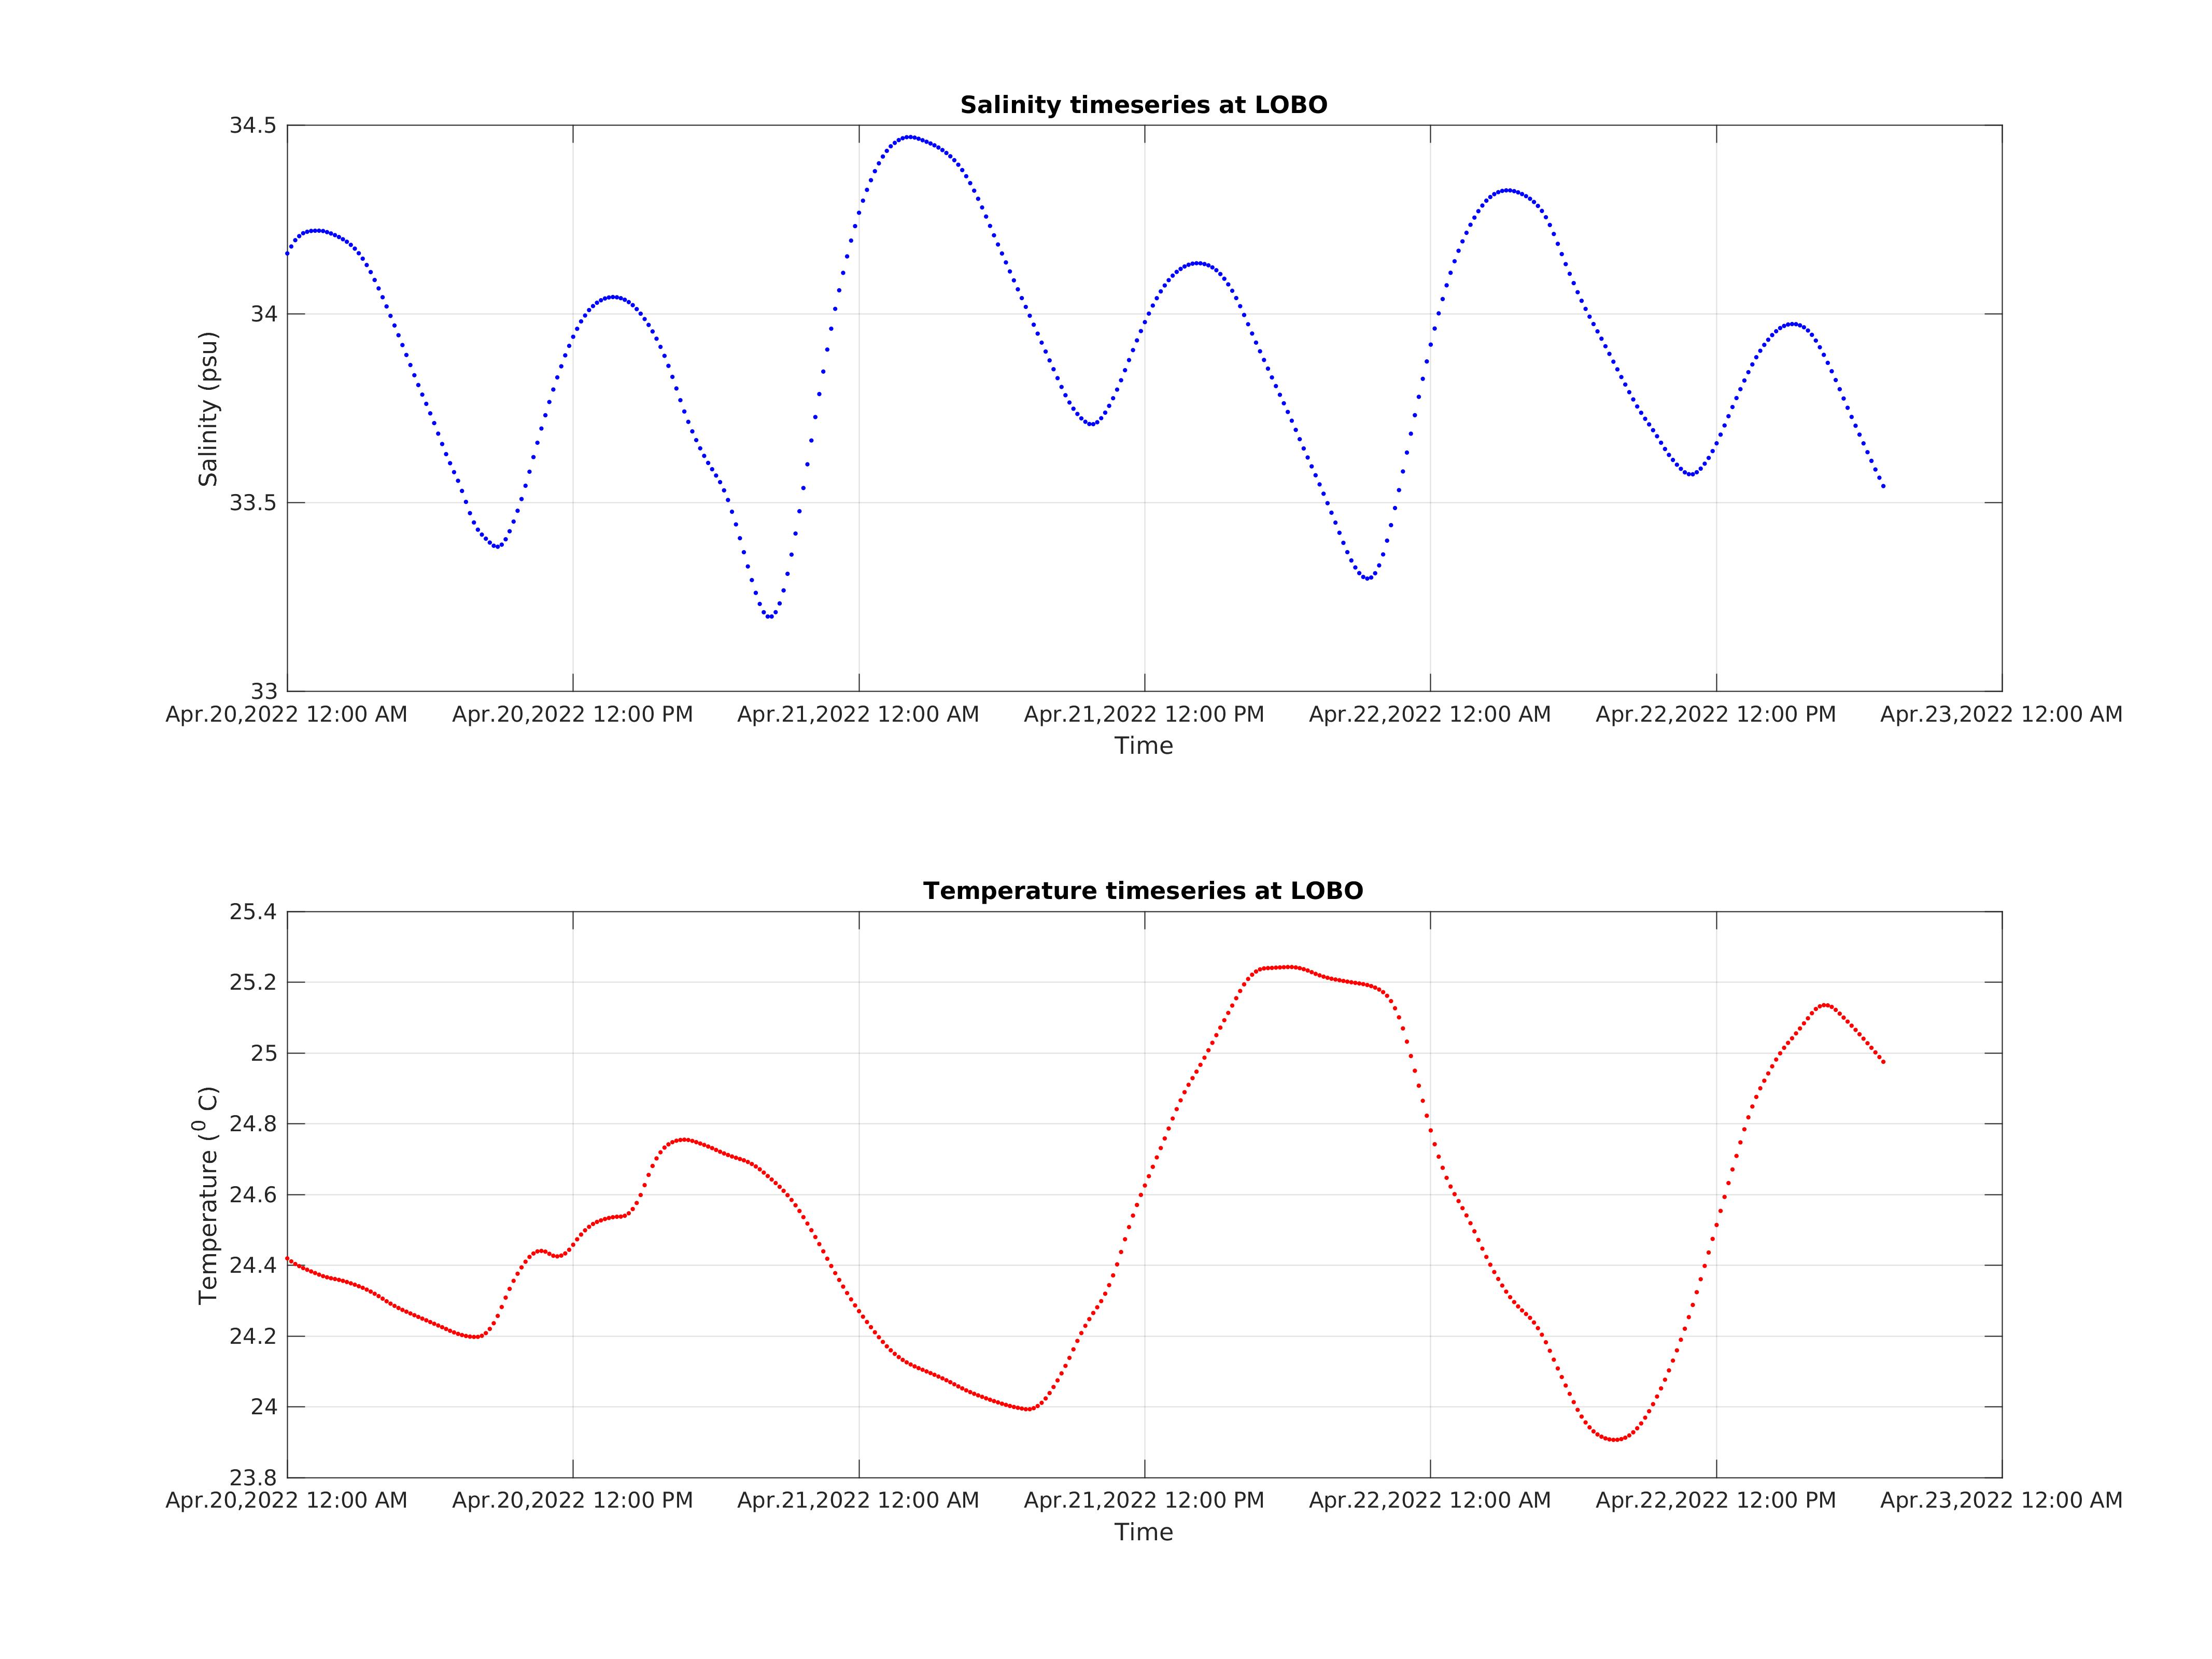 Salinity timeseries at LOBO
34.5
34
33.5
33
Salinity (psu)
Apr.20,2022 12:00 AM Apr.20,2022 12:00 PM Apr.21,2022 12:00 AM Apr.21,2022 12:00 PM Apr.22,2022 12:00 AM Apr.22,2022 12:00 PM Apr.23,2022 12:00 AM
Time
Temperature timeseries at LOBO
25.4
25.2
25
24.8
24.6
24.4
24.2
24
23.8
Temperature (⁰ C)
Apr.20,2022 12:00 AM Apr.20,2022 12:00 PM Apr.21,2022 12:00 AM Apr.21,2022 12:00 PM Apr.22,2022 12:00 AM Apr.22,2022 12:00 PM Apr.23,2022 12:00 AM
Time